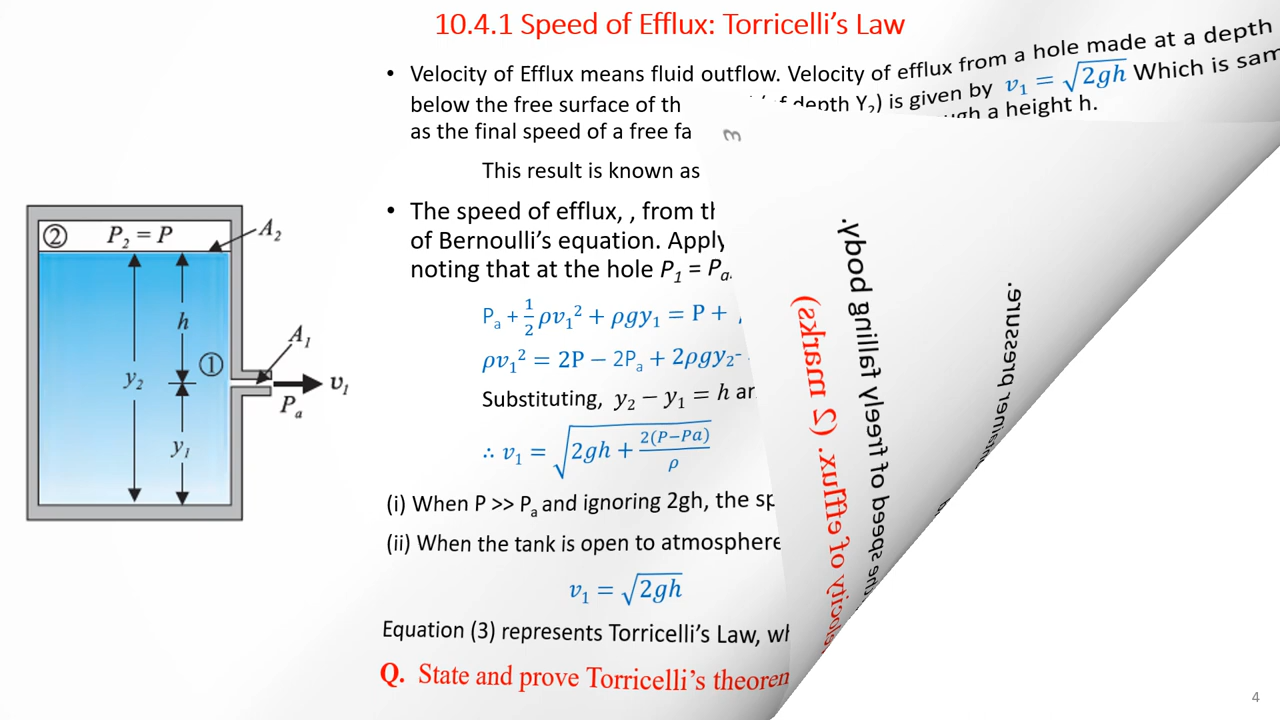 10.4.1 Speed of Efflux: Torricelli’s Law
• Velocity of Efflux means fluid outflow. Velocity of efflux from a hole made at a depth
below the free surface of th depth Y₂) is given by v₁ = √2gh Which is sam
as the final speed of a free fa a height h.
This result is known as
• The speed of efflux, , from th
of Bernoulli’s equation. Apply
noting that at the hole P₁ = Pₐ.
Pₐ + 1/2 ρv₁² + ρgy₁ = P +
ρv₁² = 2P − 2Pₐ + 2ρgy₂-
Substituting, y₂ − y₁ = h an
∴ v₁ = √2gh + 2(P−Pa)/ρ
(i) When P >> Pₐ and ignoring 2gh, the sp
(ii) When the tank is open to atmosphere
v₁ = √2gh
Equation (3) represents Torricelli’s Law, wh
Q. State and prove Torricelli’s theorem
② P₂ = P A₂
h
① A₁
y₂ v₁
Pₐ
y₁
3
speed of freely falling body.
of efflux. (2 marks)
pressure.
4